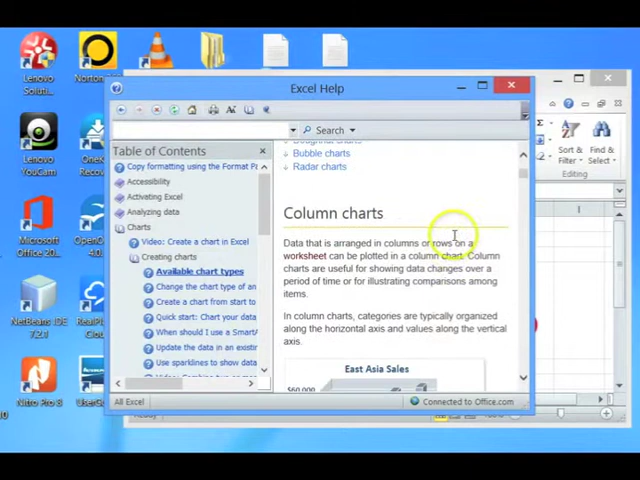 Lenovo
Soluti...
Norton
Lenovo
YouCam
Microsoft
Office 20...
NetBeans IDE
7.2.1
Nitro Pro 8
UserGu
Excel Help
Search
Table of Contents
Copy formatting using the Format Pa
Accessibility
Activating Excel
Analyzing data
Charts
Video: Create a chart in Excel
Creating charts
Available chart types
Change the chart type of an
Create a chart from start to
Quick start: Chart your data
When should I use a SmartA
Update the data in an existin
Use sparklines to show data
Bubble charts
Radar charts
Column charts
Data that is arranged in columns or rows on a
worksheet can be plotted in a column chart. Column
charts are useful for showing data changes over a
period of time or for illustrating comparisons among
items.
In column charts, categories are typically organized
along the horizontal axis and values along the vertical
axis.
East Asia Sales
$60,000
All Excel
Connected to Office.com
Sort &
Filter
Find &
Select
Editing
I